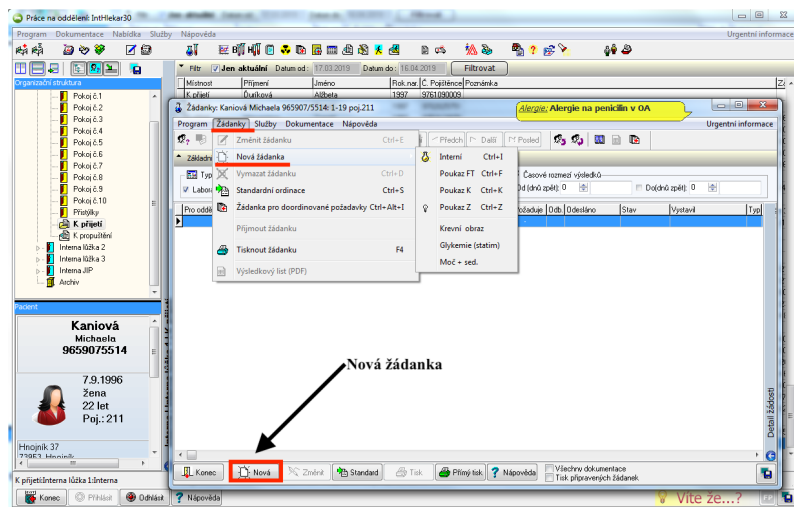 Práce na oddělení: IntHlekar30
Program Dokumentace Nabídka Služby Nápověda Urgentní informac
Organizační struktura
Filtr Jen aktuální Datum od: 17.03.2019 Datum do: 16.04.2019 Filtrovat
Místnost Příjmení Jméno Rok.nar. Č. Pojištěnce Poznámka
K přijetí Ďuríková Alžbeta 1997 9761090009
Pokoj č.1
Pokoj č.2
Pokoj č.3
Pokoj č.4
Pokoj č.5
Pokoj č.6
Pokoj č.7
Pokoj č.8
Pokoj č.9
Pokoj č.10
Přistýlky
K přijetí
K propuštění
Interna lůžka 2
Interna lůžka 3
Interna JIP
Archiv
Pacient
Kaniová
Michaela
9659075514
7.9.1996
žena
22 let
Poj.: 211
Hnojník 37
73953 Hnojník
K přijetí:Interna lůžka 1:Interna
Konec Přihlásit Odhlásit Nápověda Víte že...?
Žádanky: Kaniová Michaela 965907/5514: 1-19 poj.211
Alergie: Alergie na penicilin v OA
Program Žádanky Služby Dokumentace Nápověda Urgentní informace
Předch Další Posled
Základní
Typ
Časové rozmezí výsledků
Labor
Od (dnů zpět): 0 Do(dnů zpět): 0
Pro oddě
Požaduje Odb. Odesláno Stav Vystavil Typ
Změnit žádanku Ctrl+E
Nová žádanka
Vymazat žádanku Ctrl+D
Standardní ordinace Ctrl+S
Žádanka pro doordinované požadavky Ctrl+Alt+I
Přijmout žádanku
Tisknout žádanku F4
Výsledkový list (PDF)
Interní Ctrl+I
Poukaz FT Ctrl+F
Poukaz K Ctrl+K
Poukaz Z Ctrl+Z
Krevní obraz
Glykemie (statim)
Moč + sed.
Nová žádanka
Detail žádosti
Konec Nová Změnit Standard Tisk Přímý tisk Nápověda
Všechny dokumentace
Tisk připravených žádanek